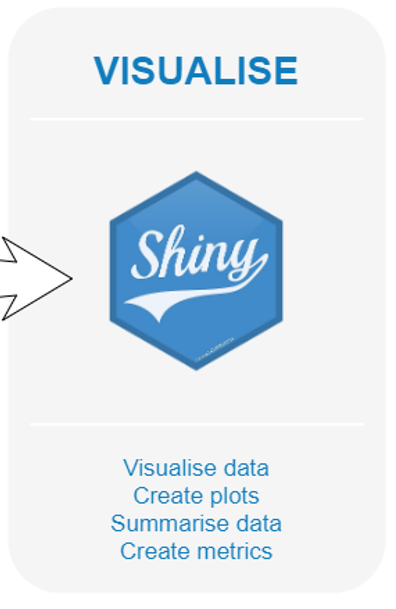 VISUALISE
Shiny
Visualise data
Create plots
Summarise data
Create metrics